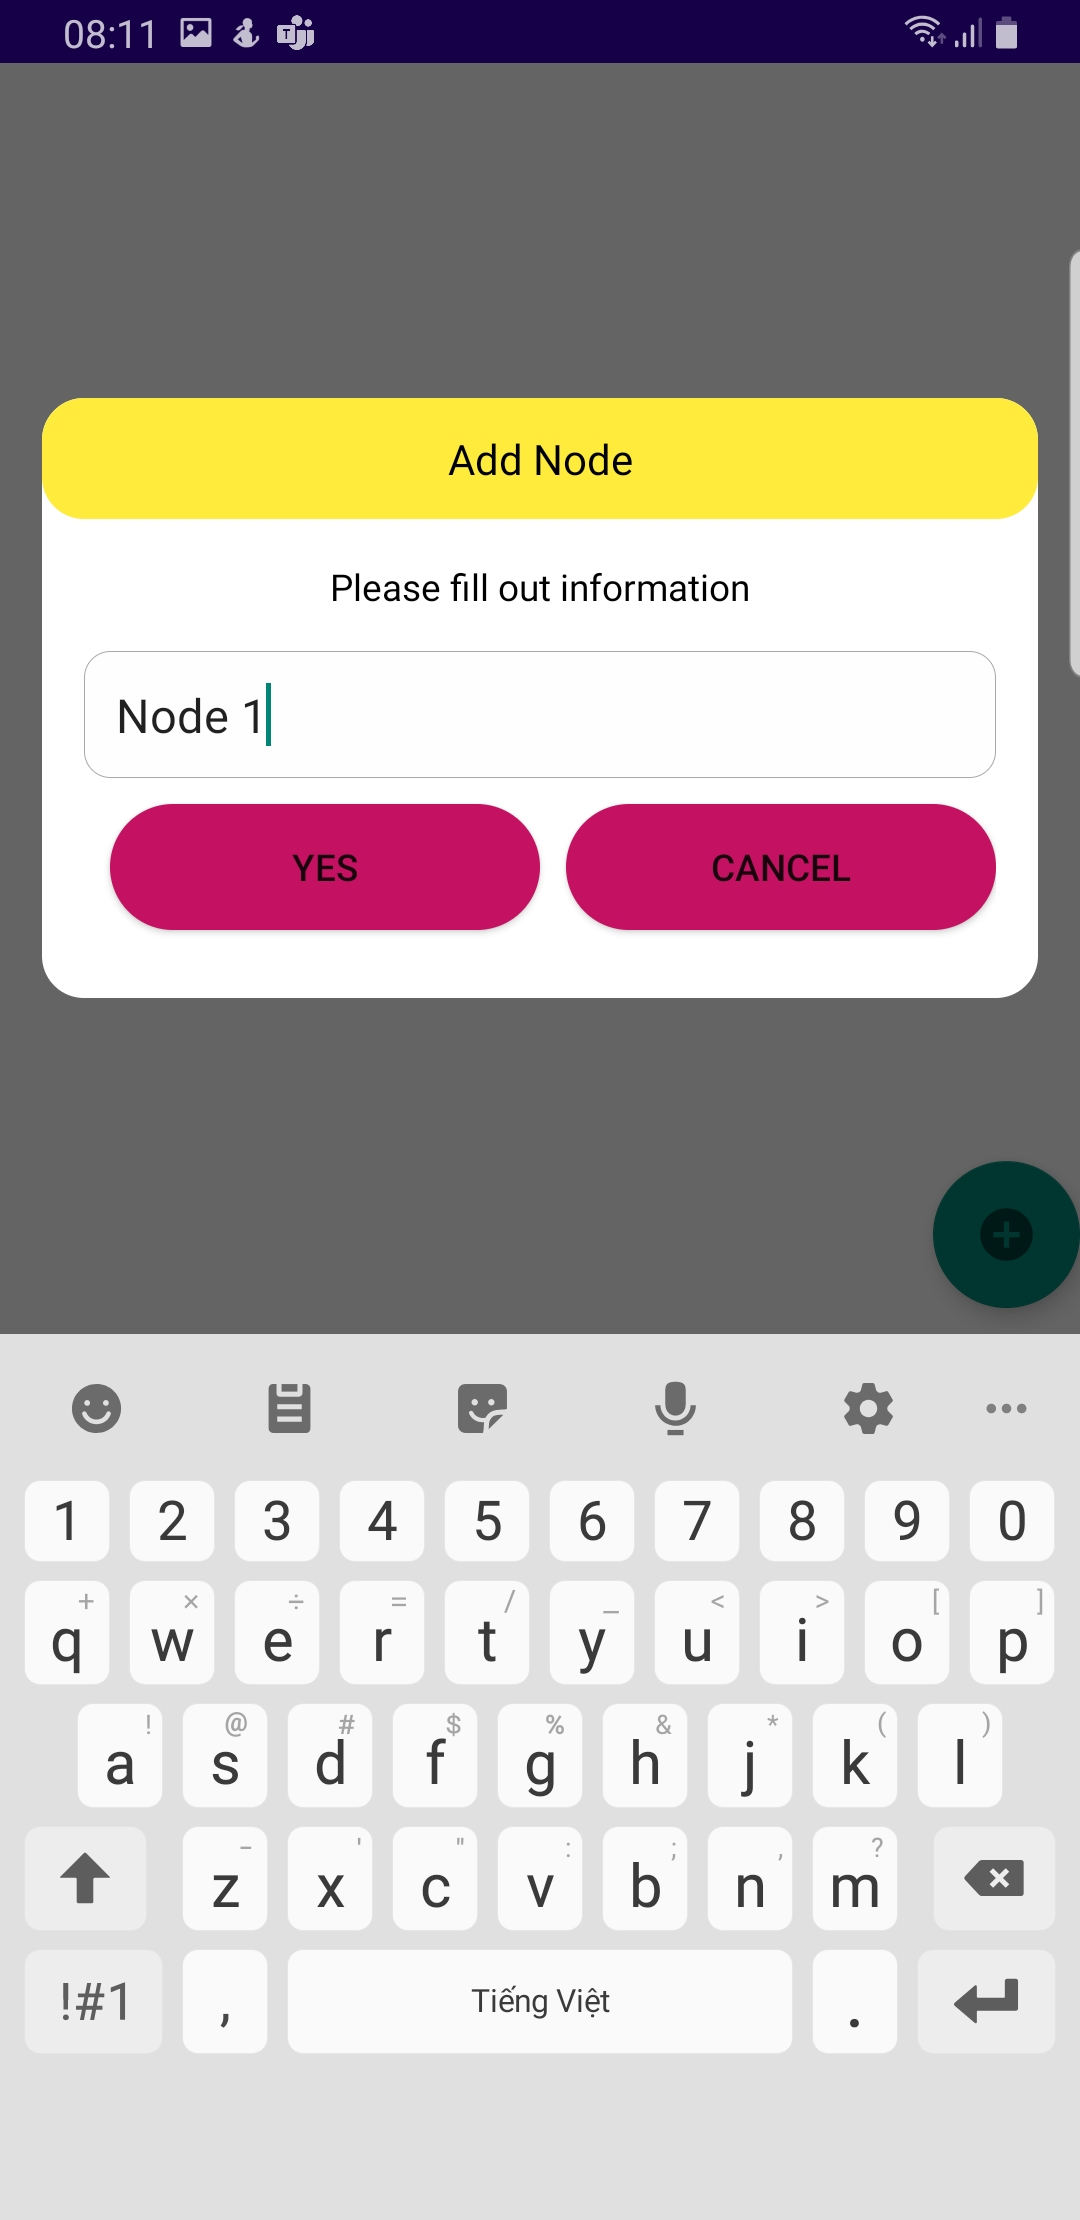 08:11
Add Node
Please fill out information
Node 1
YES CANCEL
1 2 3 4 5 6 7 8 9 0
+ × ÷ = / _ < > [ ]
q w e r t y u i o p
! @ # $ % & * ( )
a s d f g h j k l
- ' " : ; , ?
z x c v b n m
!#1 , Tiếng Việt .